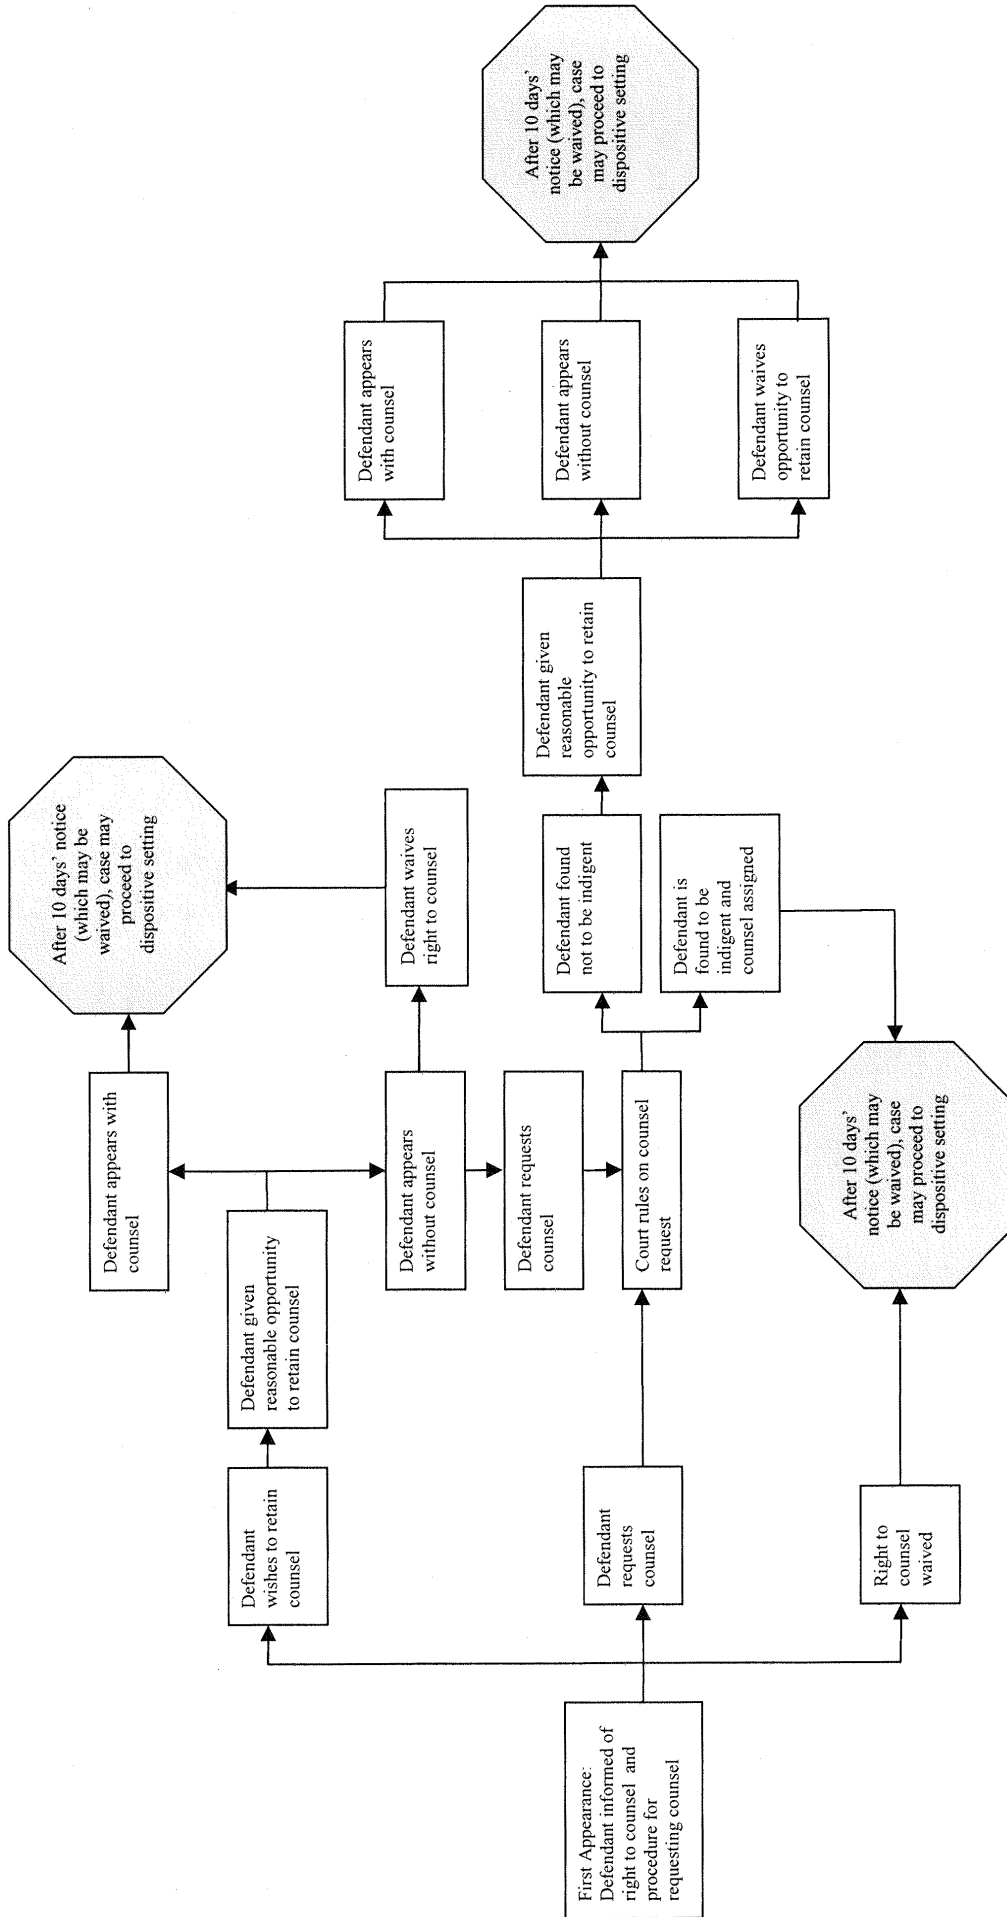 First Appearance:
Defendant informed of
right to counsel and
procedure for
requesting counsel
Defendant
wishes to retain
counsel
Defendant given
reasonable opportunity
to retain counsel
Defendant appears with
counsel
After 10 days' notice
(which may be
waived), case may
proceed to
dispositive setting
Defendant appears
without counsel
Defendant waives
right to counsel
Defendant requests
counsel
Defendant
requests
counsel
Court rules on counsel
request
Defendant found
not to be indigent
Defendant is
found to be
indigent and
counsel assigned
Defendant given
reasonable
opportunity to retain
counsel
Defendant appears
with counsel
Defendant appears
without counsel
Defendant waives
opportunity to
retain counsel
After 10 days'
notice (which may
be waived), case
may proceed to
dispositive setting
Right to
counsel
waived
After 10 days'
notice (which may
be waived), case
may proceed to
dispositive setting